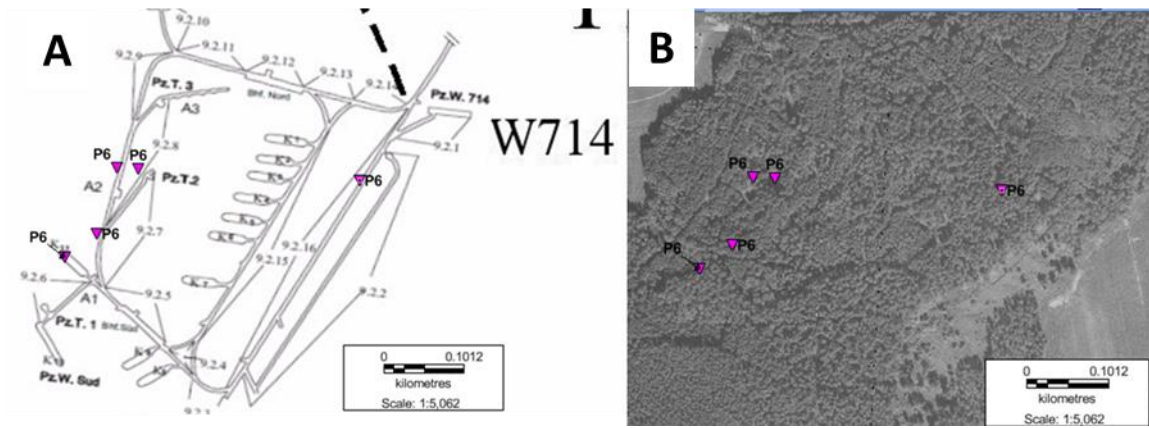 A
9.2.10
9.2.9
9.2.11
9.2.12
9.2.13
9.2.14
Pz.T. 3
A3
Bhf. Nord
Pz.W. 714
W714
9.2.1
9.2.8
P6
P6
A2
Pz.T.2
P6
P6
P6
9.2.7
9.2.16
9.2.15
9.2.6
9.2.5
9.2.2
A1
Pz.T. 1
Bhf.Süd
9.2.4
Pz.W. Sud
0 0.1012
kilometres
Scale: 1:5,062
B
P6
P6
P6
P6
P6
0 0.1012
kilometres
Scale: 1:5,062